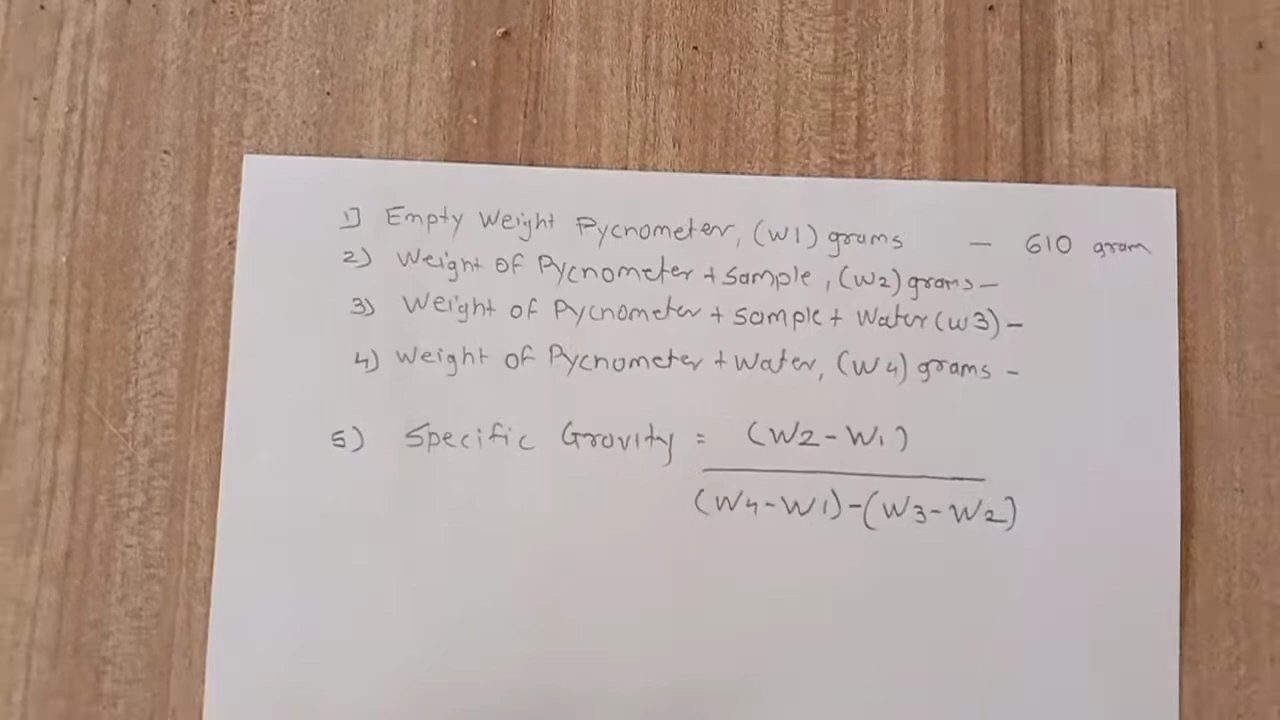 1) Empty Weight Pycnometer, (W1) grams - 610 gram
2) Weight of Pycnometer + Sample, (W2) grams -
3) Weight of Pycnometer + Sample + Water (W3) -
4) Weight of Pycnometer + Water, (W4) grams -
5) Specific Gravity = (W2-W1)
(W4-W1)-(W3-W2)